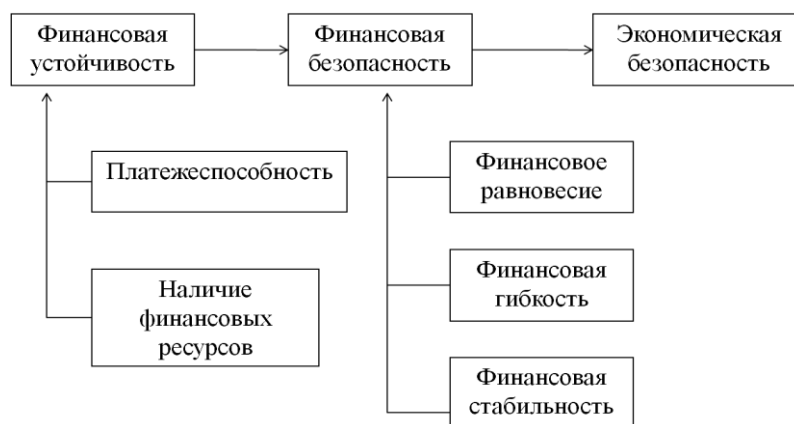 Финансовая
устойчивость
Финансовая
безопасность
Экономическая
безопасность
Платежеспособность
Наличие
финансовых
ресурсов
Финансовое
равновесие
Финансовая
гибкость
Финансовая
стабильность